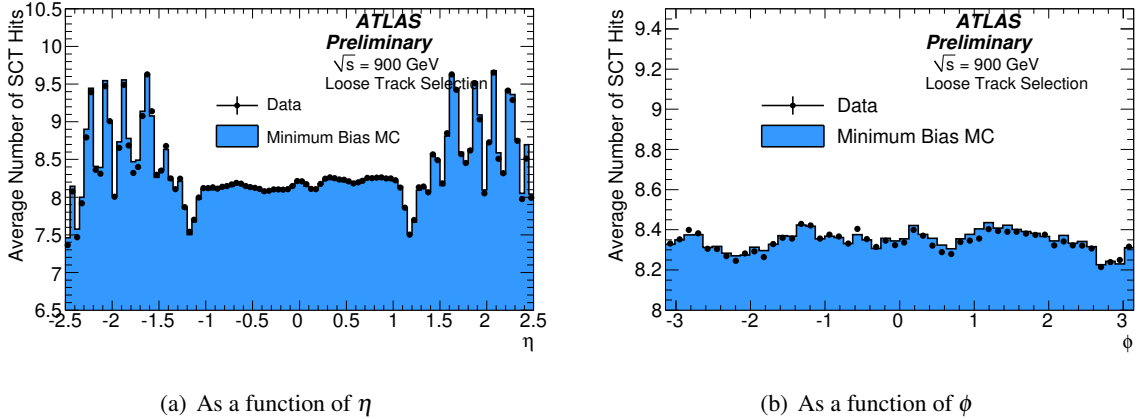 Average Number of SCT Hits
10.5
10
9.5
9
8.5
8
7.5
7
6.5
-2.5 -2 -1.5 -1 -0.5 0 0.5 1 1.5 2 2.5
η
ATLAS
Preliminary
√s = 900 GeV
Loose Track Selection
Data
Minimum Bias MC
(a) As a function of η
Average Number of SCT Hits
9.4
9.2
9
8.8
8.6
8.4
8.2
8
-3 -2 -1 0 1 2 3
ϕ
ATLAS
Preliminary
√s = 900 GeV
Loose Track Selection
Data
Minimum Bias MC
(b) As a function of ϕ